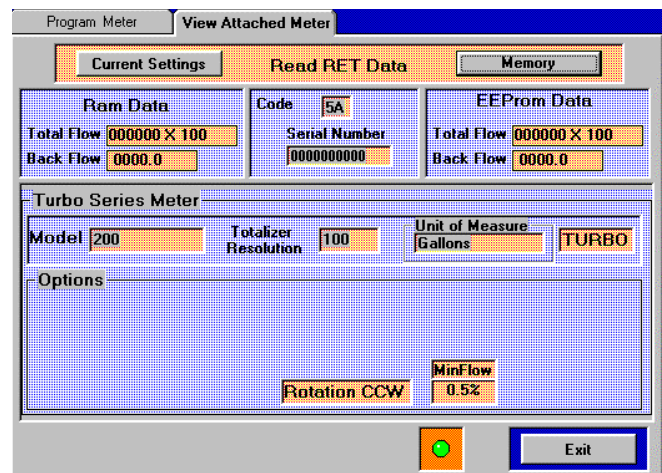 Program Meter
View Attached Meter
Current Settings
Read RET Data
Memory
Ram Data
Total Flow 000000 X 100
Back Flow 0000.0
Code 5A
Serial Number
0000000000
EEProm Data
Total Flow 000000 X 100
Back Flow 0000.0
Turbo Series Meter
Model 200
Totalizer
Resolution
100
Unit of Measure
Gallons
TURBO
Options
Rotation CCW
MinFlow
0.5%
Exit